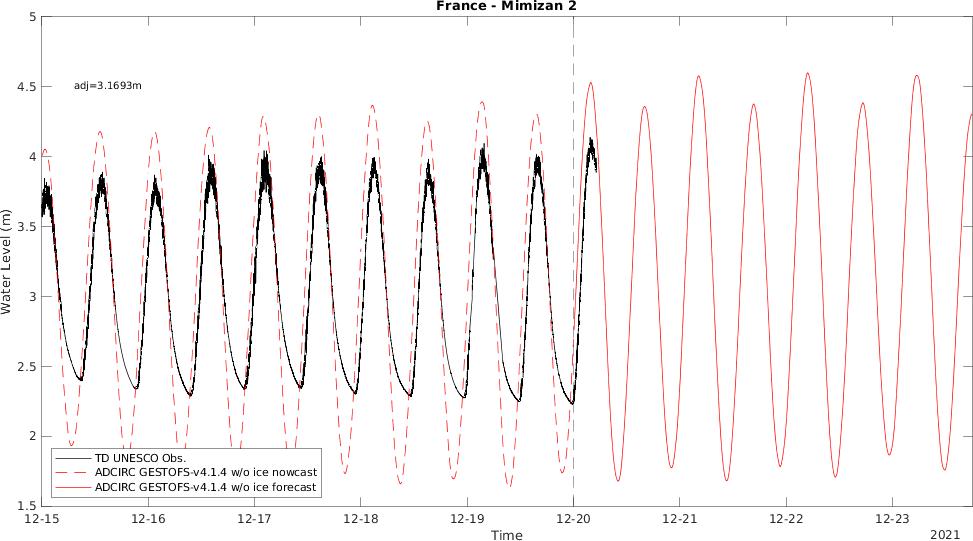 France - Mimizan 2
5
4.5
4
3.5
3
2.5
2
1.5
Water Level (m)
adj=3.1693m
TD UNESCO Obs.
ADCIRC GESTOFS-v4.1.4 w/o ice nowcast
ADCIRC GESTOFS-v4.1.4 w/o ice forecast
12-15 12-16 12-17 12-18 12-19 12-20 12-21 12-22 12-23
Time
2021